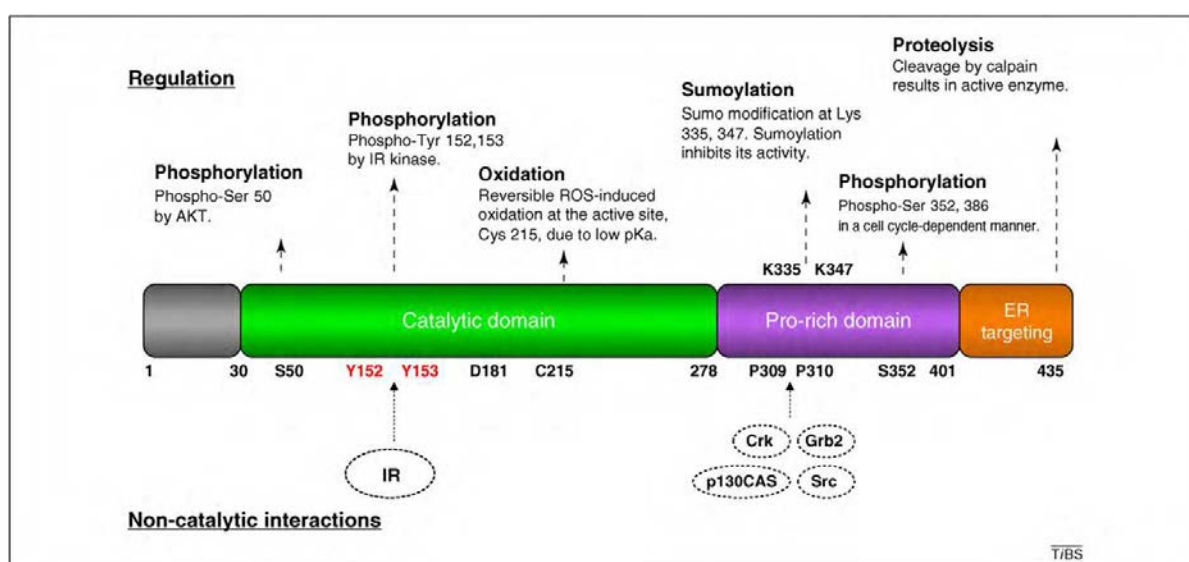 Regulation
Proteolysis
Cleavage by calpain
results in active enzyme.
Sumoylation
Sumo modification at Lys
335, 347. Sumoylation
inhibits its activity.
Phosphorylation
Phospho-Tyr 152,153
by IR kinase.
Phosphorylation
Phospho-Ser 50
by AKT.
Oxidation
Reversible ROS-induced
oxidation at the active site,
Cys 215, due to low pKa.
Phosphorylation
Phospho-Ser 352, 386
in a cell cycle-dependent manner.
K335 K347
Catalytic domain
Pro-rich domain
ER
targeting
1 30 S50 Y152 Y153 D181 C215 278 P309 P310 S352 401 435
IR
Crk Grb2
p130CAS Src
Non-catalytic interactions
TiBS